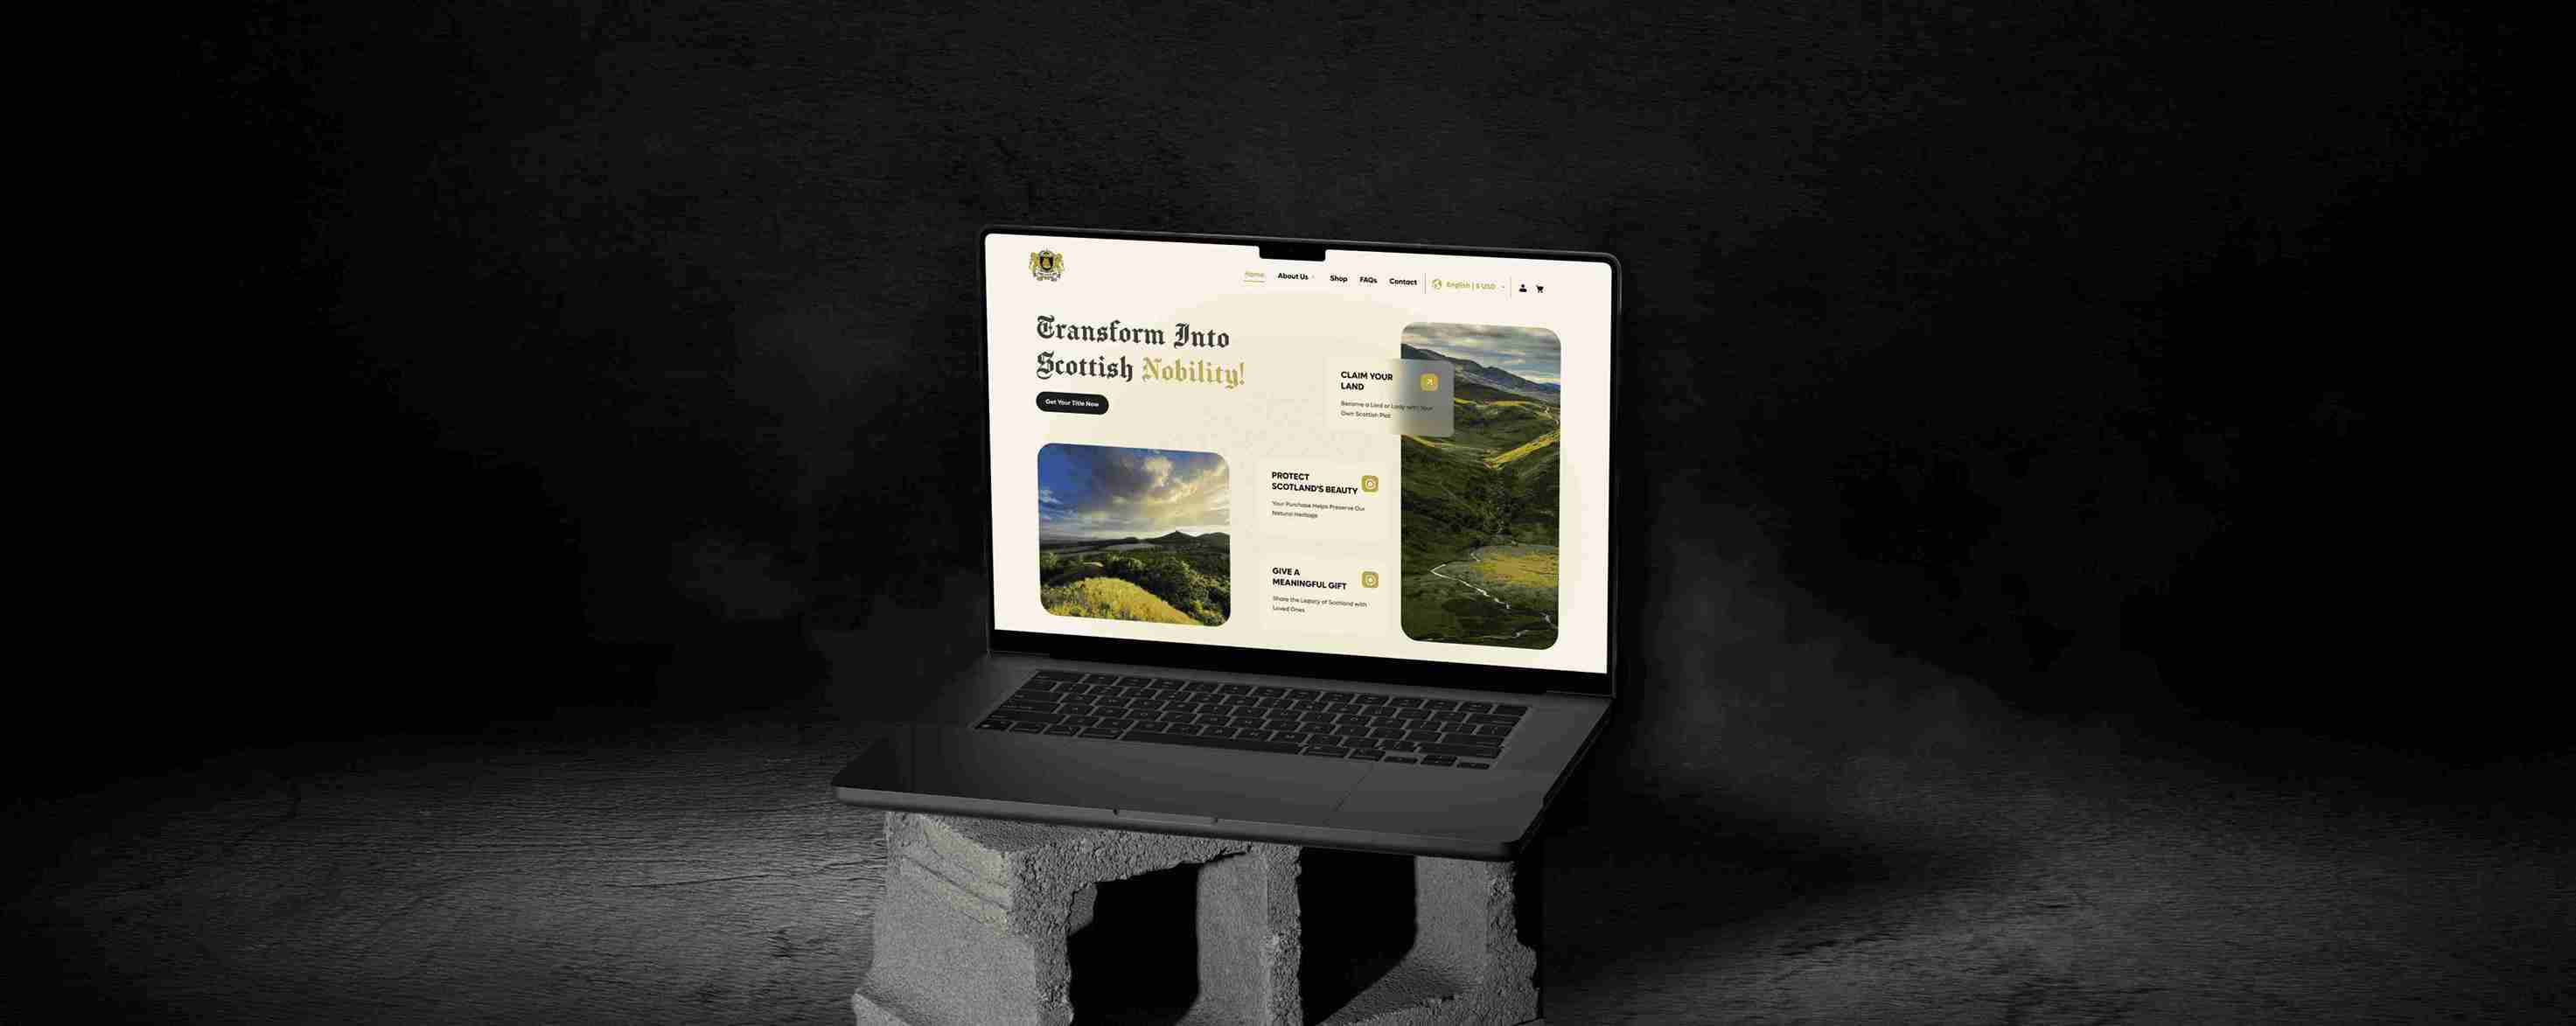 Home About Us Shop FAQs Contact English | $ USD
Transform Into
Scottish Nobility!
Get Your Title Now
CLAIM YOUR
LAND
Become a Lord or Lady with Your
Own Scottish Plot
PROTECT
SCOTLAND'S BEAUTY
Your Purchase Helps Preserve Our
Natural Heritage
GIVE A
MEANINGFUL GIFT
Share the Legacy of Scotland with
Loved Ones